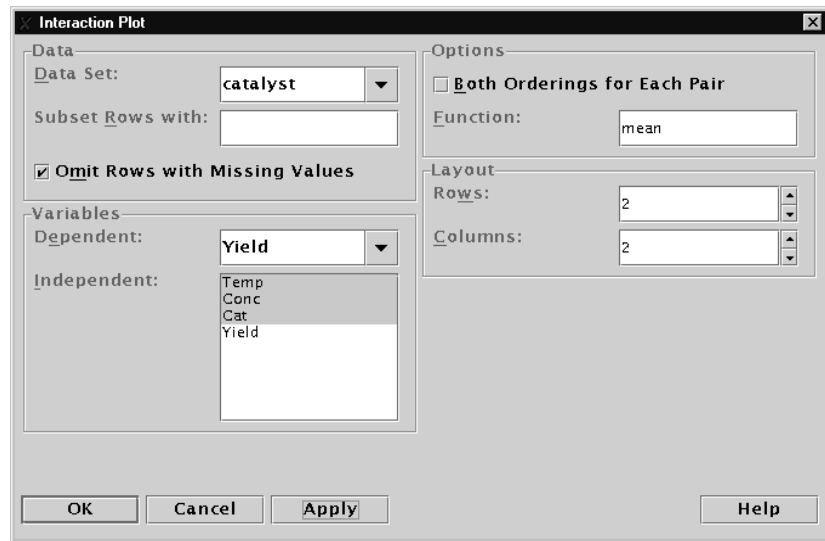 Interaction Plot
Data
Data Set:
catalyst
Subset Rows with:
Omit Rows with Missing Values
Variables
Dependent:
Yield
Independent:
Temp
Conc
Cat
Yield
Options
Both Orderings for Each Pair
Function:
mean
Layout
Rows:
2
Columns:
2
OK
Cancel
Apply
Help